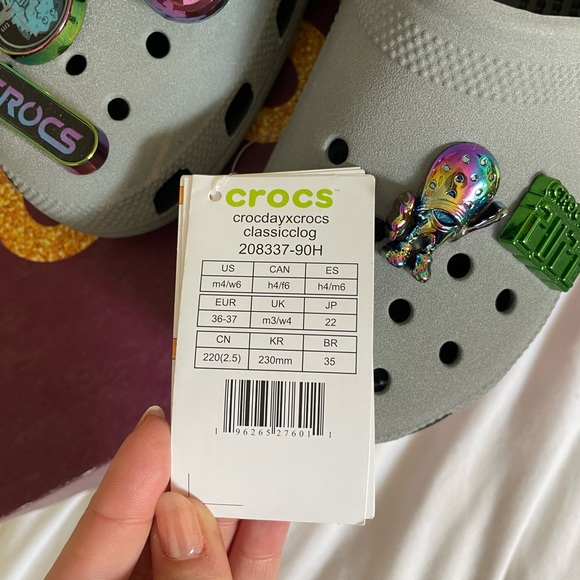 CROCS
crocs™
crocdayxcrocs
classicclog
208337-90H
US CAN ES
m4/w6 h4/f6 h4/m6
EUR UK JP
36-37 m3/w4 22
CN KR BR
220(2.5) 230mm 35
1 96265 27601 1